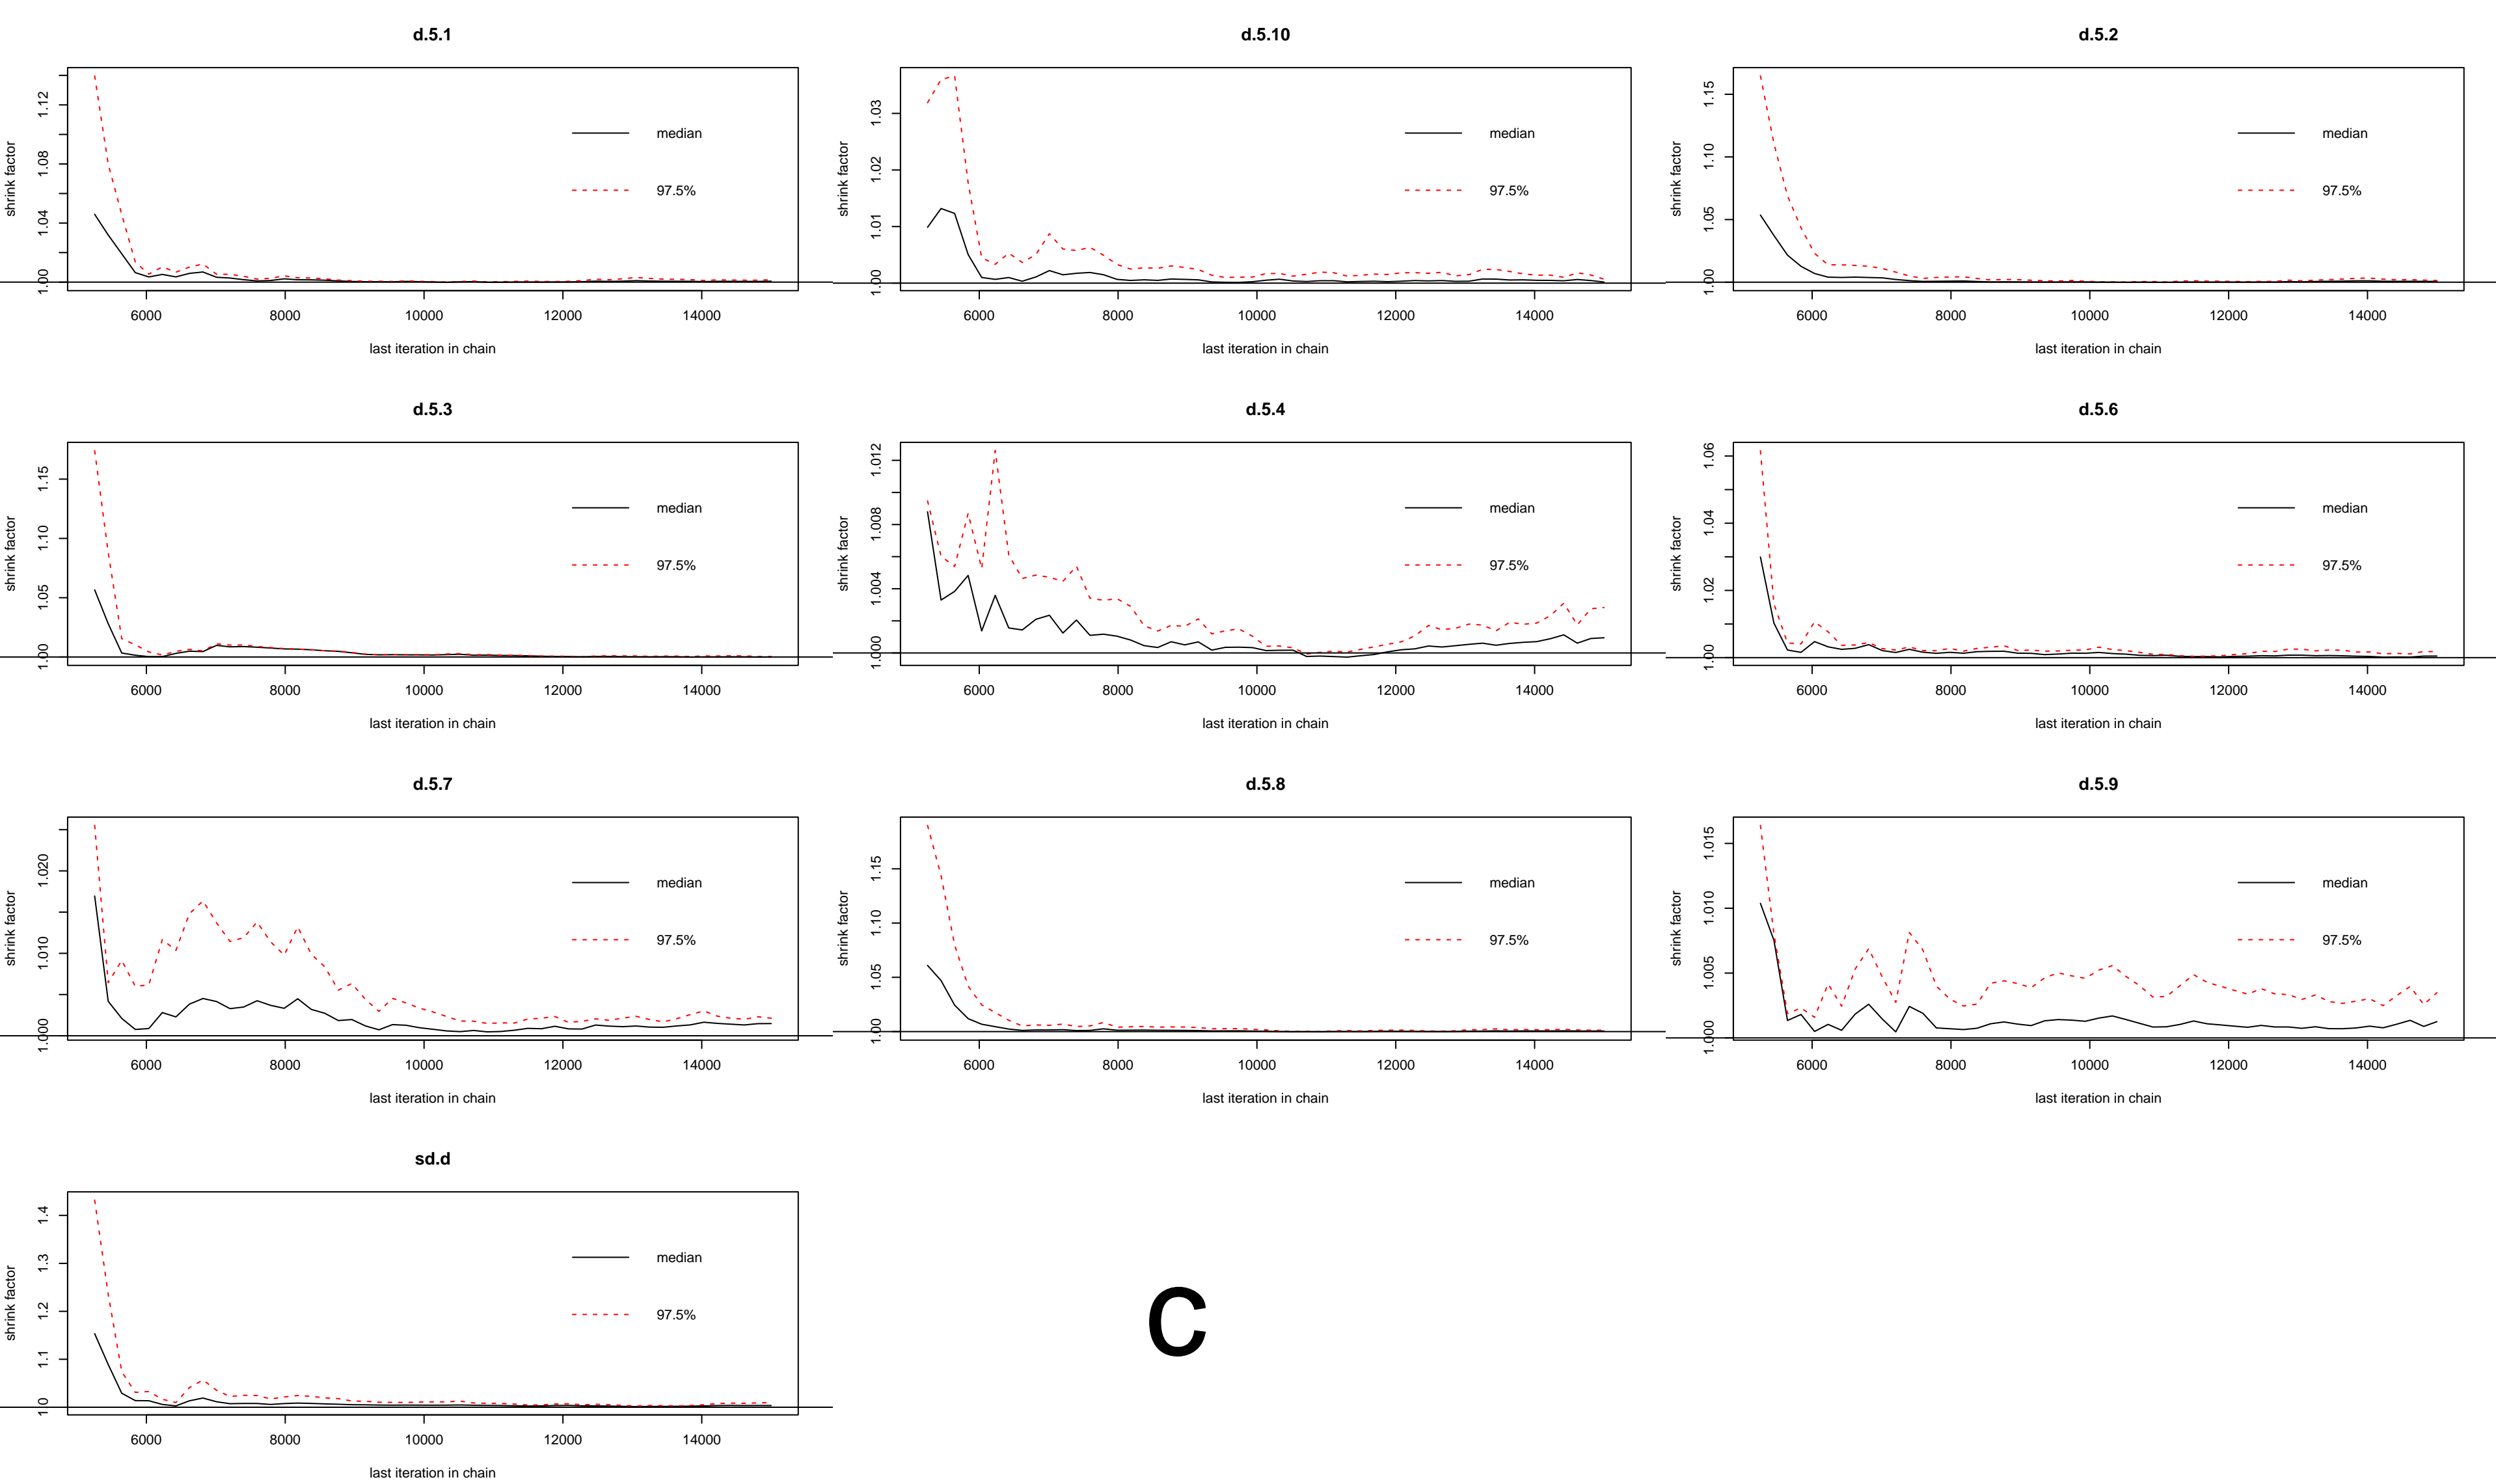 d.5.1
1.00 1.04 1.08 1.12
shrink factor
median
97.5%
6000 8000 10000 12000 14000
last iteration in chain
d.5.10
1.00 1.01 1.02 1.03
shrink factor
median
97.5%
6000 8000 10000 12000 14000
last iteration in chain
d.5.2
1.00 1.05 1.10 1.15
shrink factor
median
97.5%
6000 8000 10000 12000 14000
last iteration in chain
d.5.3
1.00 1.05 1.10 1.15
shrink factor
median
97.5%
6000 8000 10000 12000 14000
last iteration in chain
d.5.4
1.000 1.004 1.008 1.012
shrink factor
median
97.5%
6000 8000 10000 12000 14000
last iteration in chain
d.5.6
1.00 1.02 1.04 1.06
shrink factor
median
97.5%
6000 8000 10000 12000 14000
last iteration in chain
d.5.7
1.000 1.010 1.020
shrink factor
median
97.5%
6000 8000 10000 12000 14000
last iteration in chain
d.5.8
1.00 1.05 1.10 1.15
shrink factor
median
97.5%
6000 8000 10000 12000 14000
last iteration in chain
d.5.9
1.000 1.005 1.010 1.015
shrink factor
median
97.5%
6000 8000 10000 12000 14000
last iteration in chain
sd.d
1.0 1.1 1.2 1.3 1.4
shrink factor
median
97.5%
6000 8000 10000 12000 14000
last iteration in chain
C